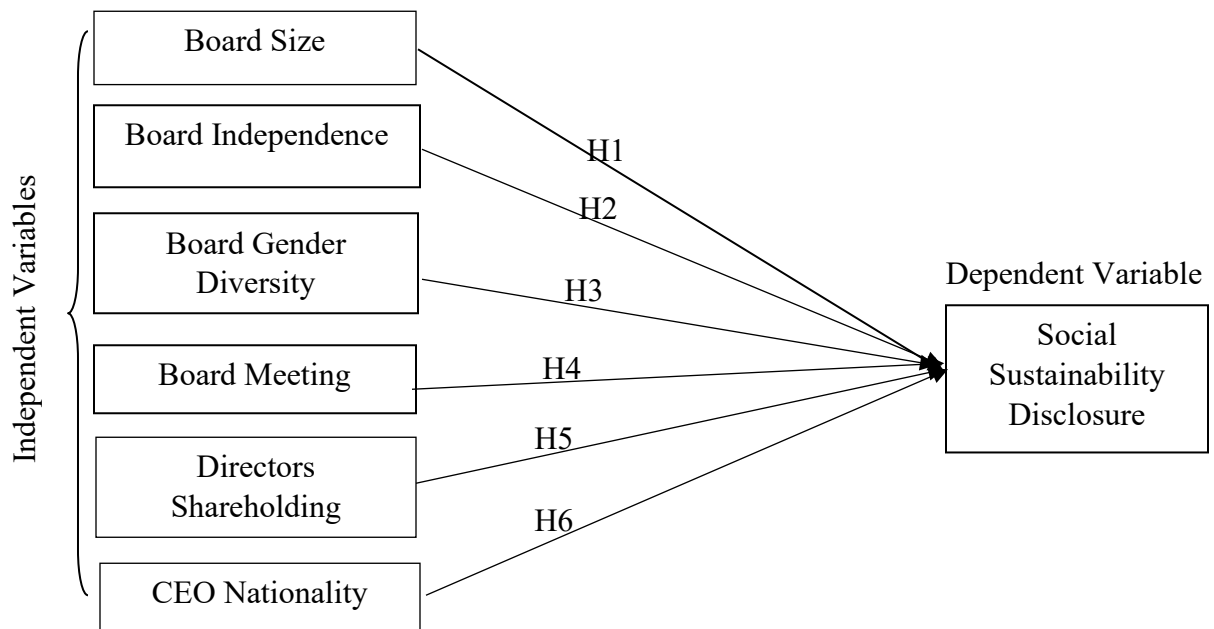 Independent Variables
Board Size
Board Independence
Board Gender
Diversity
Board Meeting
Directors
Shareholding
CEO Nationality
H1
H2
H3
H4
H5
H6
Dependent Variable
Social
Sustainability
Disclosure